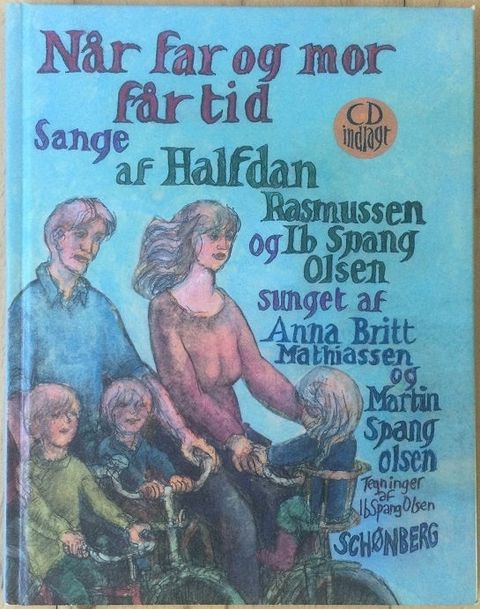 Når far og mor
får tid
CD
indlagt
Sange
af Halfdan
Rasmussen
og Ib Spang
Olsen
sunget af
Anna Britt
Mathiassen
og
Martin
Spang
olsen
Tegninger
af
Ib Spang Olsen
SCHØNBERG